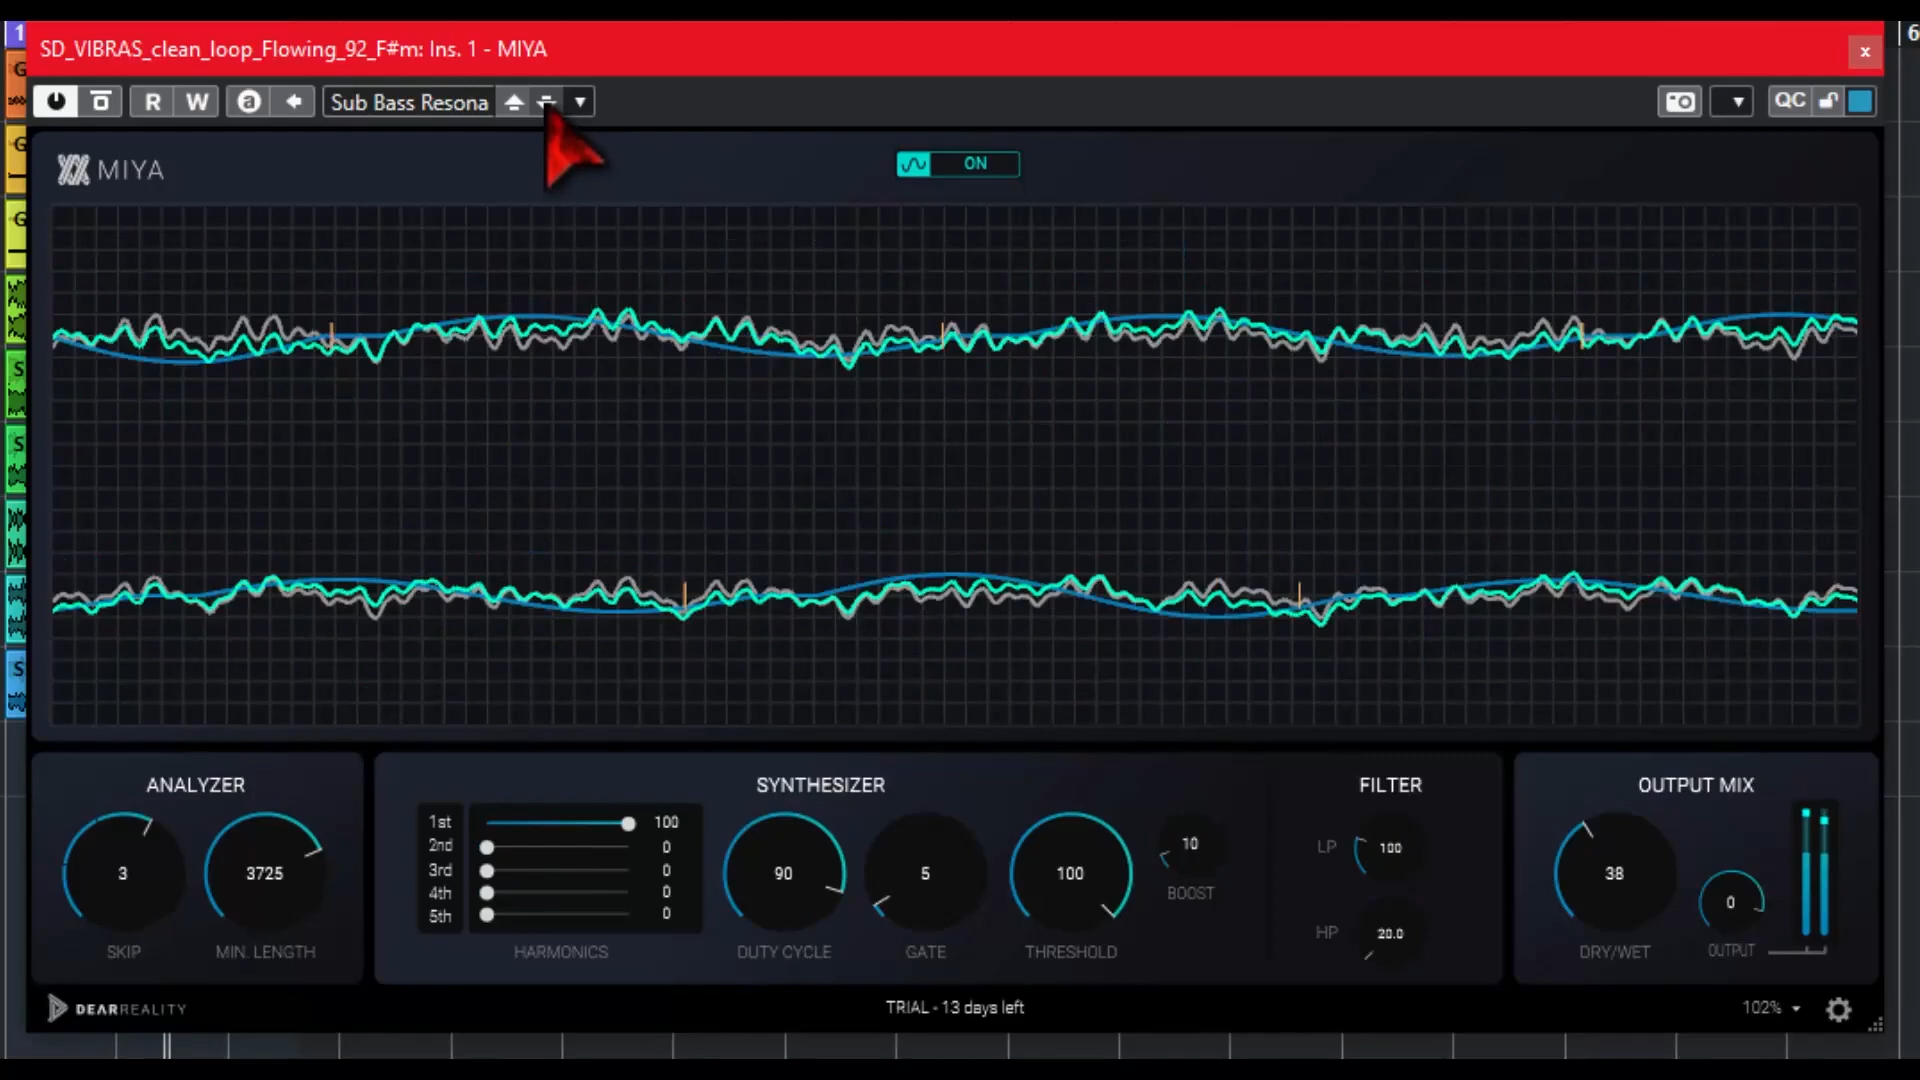 1
6
SD_VIBRAS_clean_loop_Flowing_92_F#m: Ins. 1 - MIYA
x
R W a Sub Bass Resona QC
MIYA
ON
G
G
G
S
S
S
ANALYZER
3
SKIP
3725
MIN. LENGTH
SYNTHESIZER
1st 100
2nd 0
3rd 0
4th 0
5th 0
HARMONICS
90
DUTY CYCLE
5
GATE
100
THRESHOLD
10
BOOST
FILTER
LP 100
HP 20.0
OUTPUT MIX
38
DRY/WET
0
OUTPUT
DEARREALITY
TRIAL - 13 days left
102%